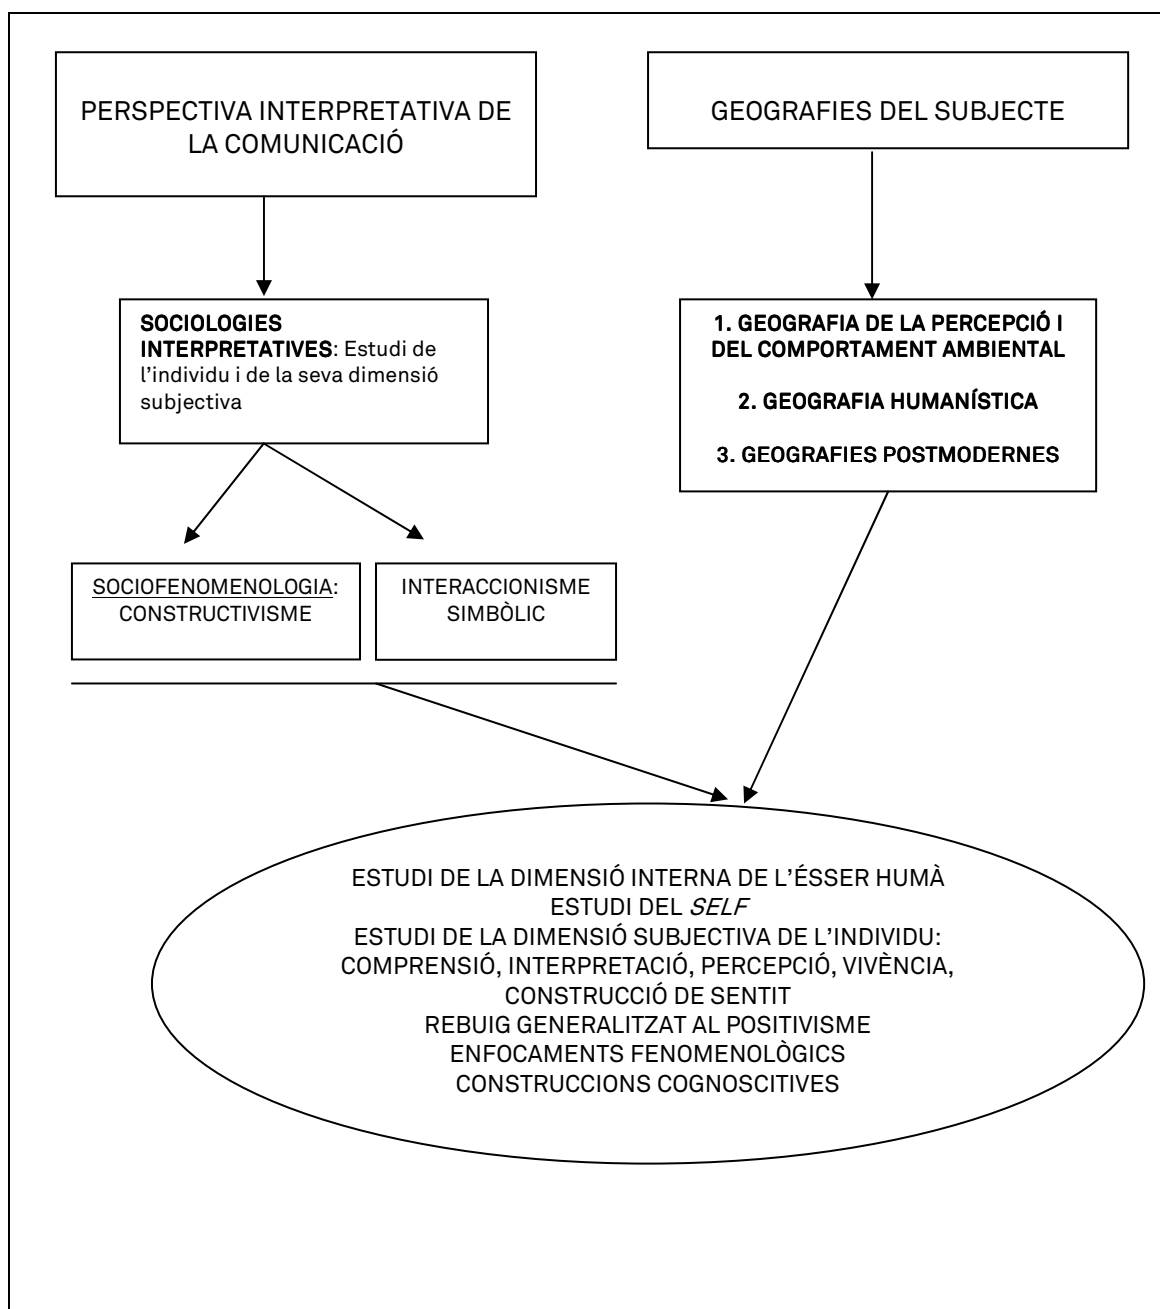 PERSPECTIVA INTERPRETATIVA DE
LA COMUNICACIÓ
GEOGRAFIES DEL SUBJECTE
SOCIOLOGIES
INTERPRETATIVES: Estudi de
l’individu i de la seva dimensió
subjectiva
1. GEOGRAFIA DE LA PERCEPCIÓ I
DEL COMPORTAMENT AMBIENTAL
2. GEOGRAFIA HUMANÍSTICA
3. GEOGRAFIES POSTMODERNES
SOCIOFENOMENOLOGIA:
CONSTRUCTIVISME
INTERACCIONISME
SIMBÒLIC
ESTUDI DE LA DIMENSIÓ INTERNA DE L’ÉSSER HUMÀ
ESTUDI DEL SELF
ESTUDI DE LA DIMENSIÓ SUBJECTIVA DE L’INDIVIDU:
COMPRENSIÓ, INTERPRETACIÓ, PERCEPCIÓ, VIVÈNCIA,
CONSTRUCCIÓ DE SENTIT
REBUIG GENERALITZAT AL POSITIVISME
ENFOCAMENTS FENOMENOLÒGICS
CONSTRUCCIONS COGNOSCITIVES